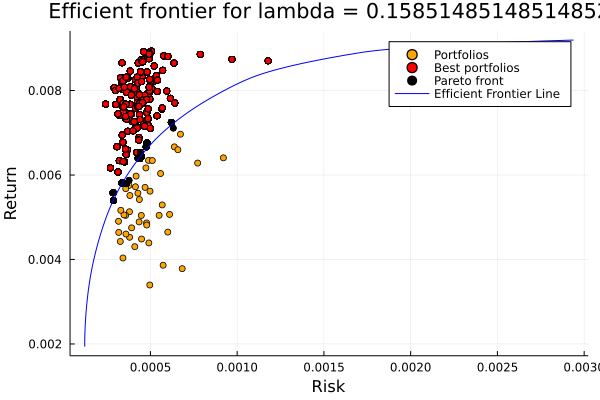 Efficient frontier for lambda = 0.1585148514851485
0.008
0.006
0.004
0.002
Return
Portfolios
Best portfolios
Pareto front
Efficient Frontier Line
0.0005 0.0010 0.0015 0.0020 0.0025 0.0030
Risk